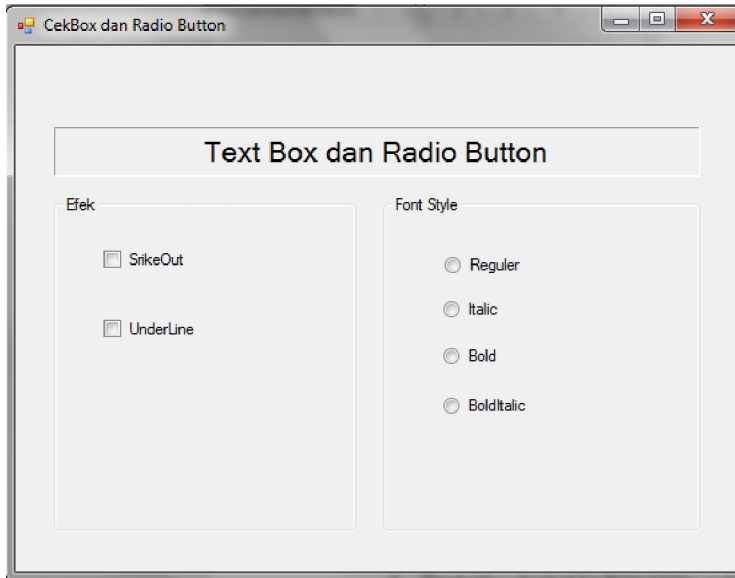 CekBox dan Radio Button
Text Box dan Radio Button
Efek
SrikeOut
UnderLine
Font Style
Reguler
Italic
Bold
BoldItalic